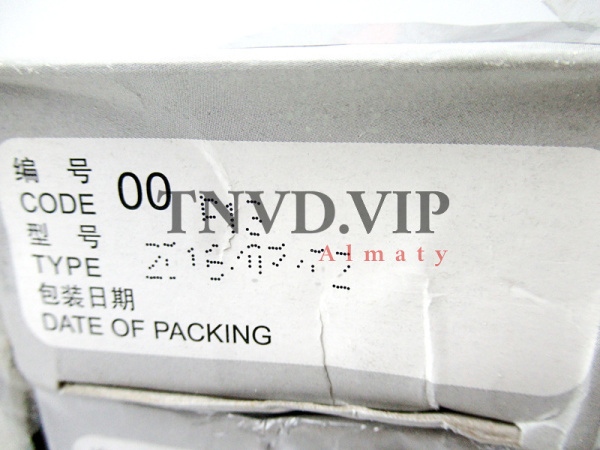 编 号
CODE 00
TNVD.VIP
型 号
Almaty
TYPE
包装日期
DATE OF PACKING